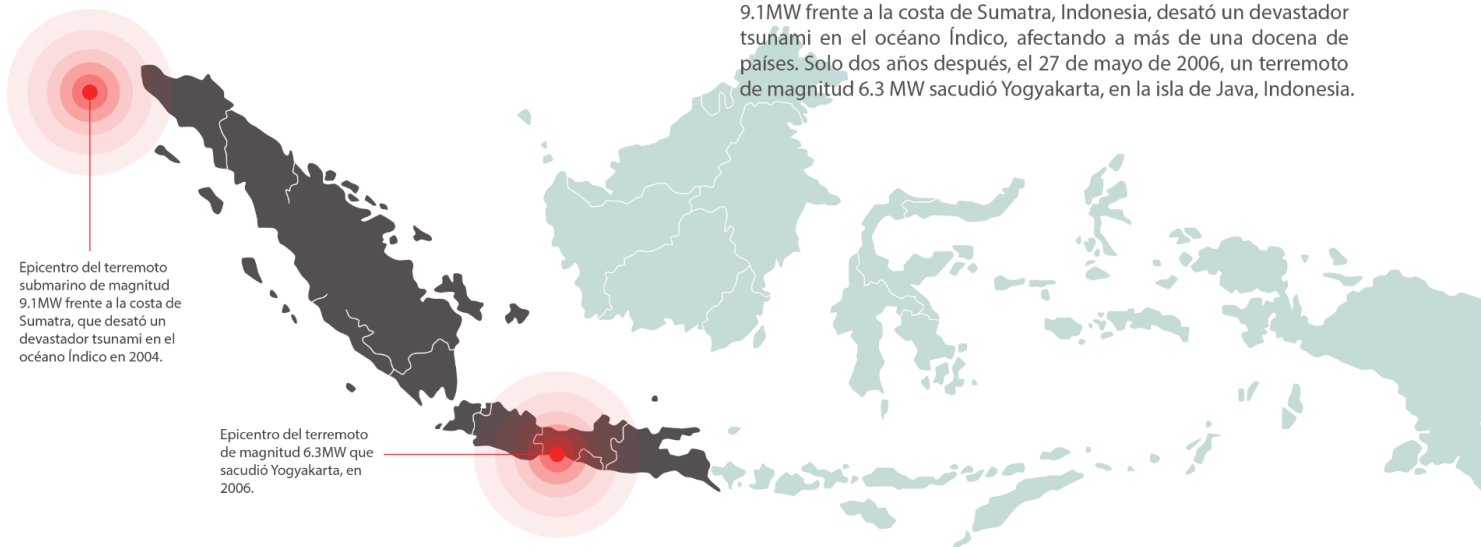 9.1MW frente a la costa de Sumatra, Indonesia, desató un devastador
tsunami en el océano Índico, afectando a más de una docena de
países. Solo dos años después, el 27 de mayo de 2006, un terremoto
de magnitud 6.3 MW sacudió Yogyakarta, en la isla de Java, Indonesia.
Epicentro del terremoto
submarino de magnitud
9.1MW frente a la costa de
Sumatra, que desató un
devastador tsunami en el
océano Índico en 2004.
Epicentro del terremoto
de magnitud 6.3MW que
sacudió Yogyakarta, en
2006.